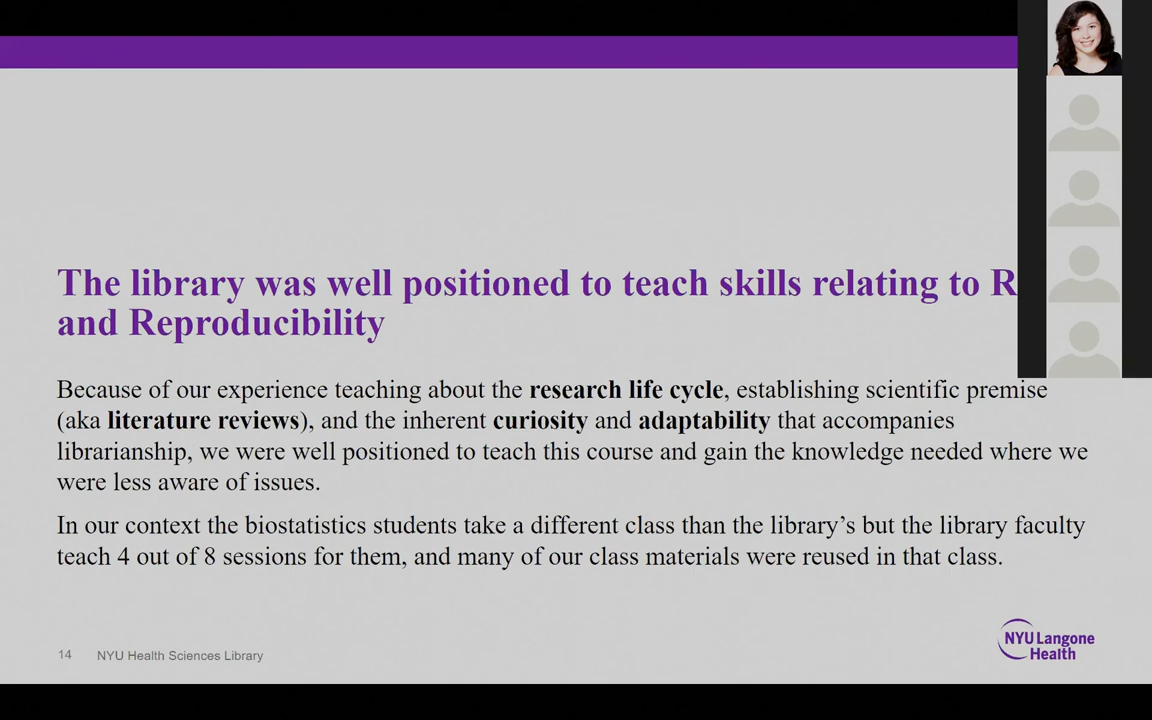 The library was well positioned to teach skills relating to R
and Reproducibility
Because of our experience teaching about the research life cycle, establishing scientific premise
(aka literature reviews), and the inherent curiosity and adaptability that accompanies
librarianship, we were well positioned to teach this course and gain the knowledge needed where we
were less aware of issues.
In our context the biostatistics students take a different class than the library’s but the library faculty
teach 4 out of 8 sessions for them, and many of our class materials were reused in that class.
14 NYU Health Sciences Library
NYU Langone
Health